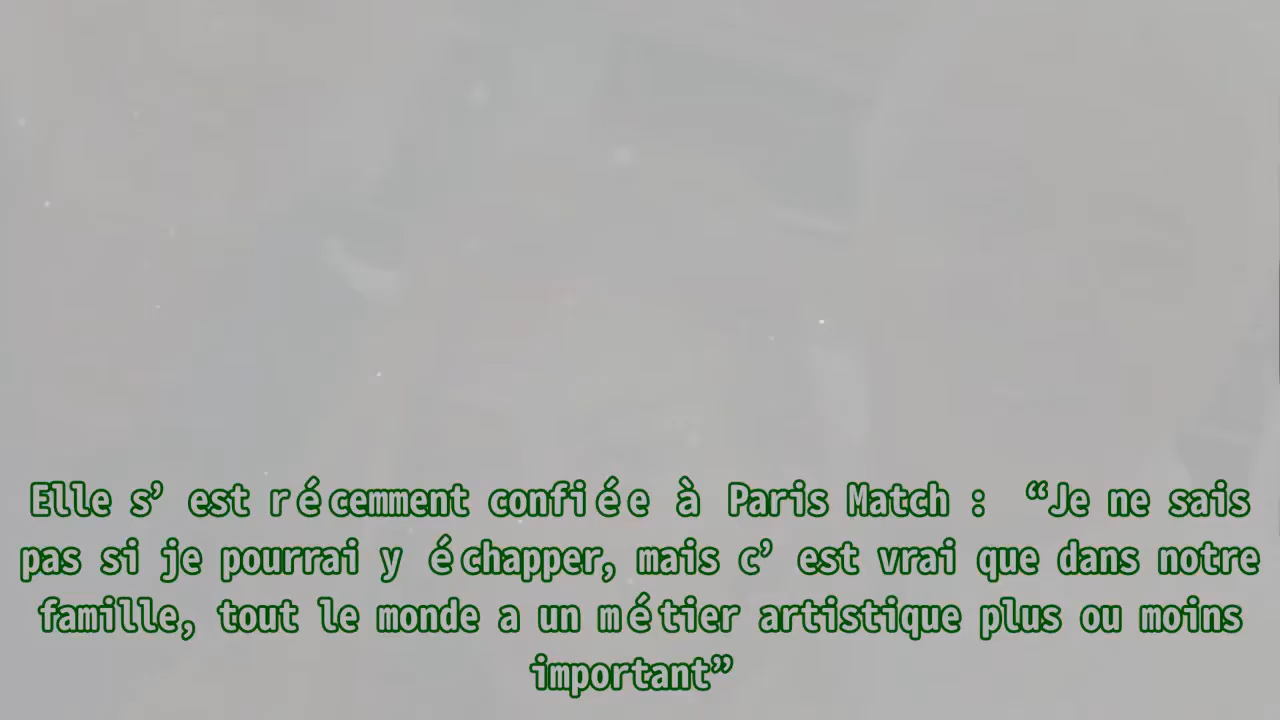 Elle s’ est récemment confiée à Paris Match : “Je ne sais
pas si je pourrai y échapper, mais c’ est vrai que dans notre
famille, tout le monde a un métier artistique plus ou moins
important”